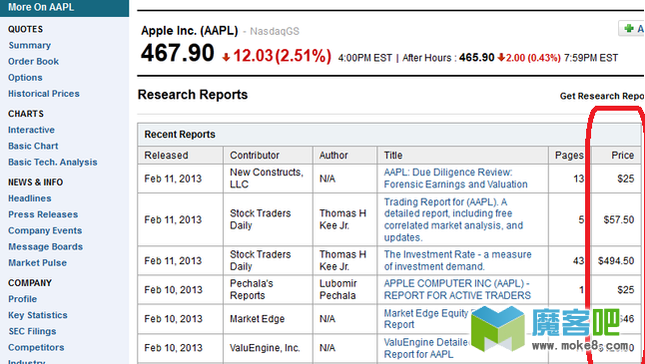 More On AAPL
QUOTES
Summary
Order Book
Options
Historical Prices
CHARTS
Interactive
Basic Chart
Basic Tech. Analysis
NEWS & INFO
Headlines
Press Releases
Company Events
Message Boards
Market Pulse
COMPANY
Profile
Key Statistics
SEC Filings
Competitors
Apple Inc. (AAPL) - NasdaqGS
467.90 12.03(2.51%) 4:00PM EST | After Hours : 465.90 2.00 (0.43%) 7:59PM EST
Research Reports
Get Research Repo
Recent Reports
Released Contributor Author Title Pages Price
Feb 11, 2013 New Constructs, LLC N/A AAPL: Due Diligence Review:
Forensic Earnings and Valuation 13 $25
Feb 11, 2013 Stock Traders Daily Thomas H Kee Jr. Trading Report for (AAPL). A
detailed report, including free
correlated market analysis, and
updates. 5 $57.50
Feb 11, 2013 Stock Traders Daily Thomas H Kee Jr. The Investment Rate - a measure
of investment demand. 43 $494.50
Feb 10, 2013 Pechala's Reports Lubomir Pechala APPLE COMPUTER INC (AAPL) -
REPORT FOR ACTIVE TRADERS 1 $25
Feb 10, 2013 Market Edge N/A Market Edge Equity
Report
Feb 10, 2013 ValuEngine, Inc. N/A ValuEngine
Report for AAPL
魔客吧
www.moke8.com